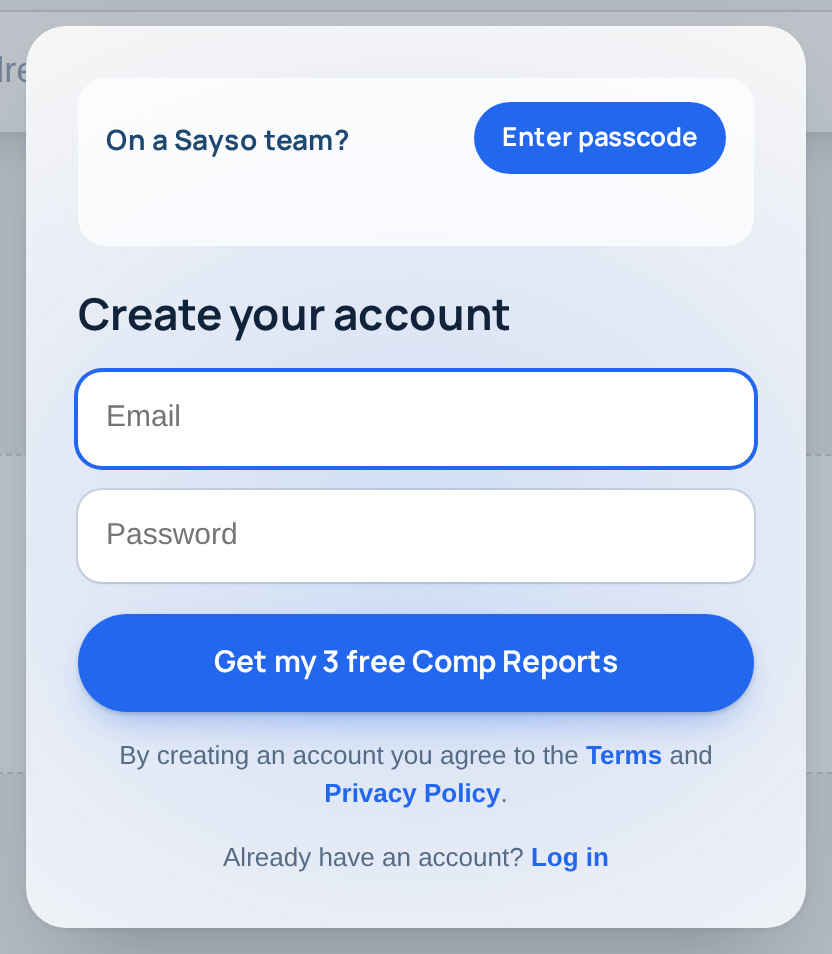 On a Sayso team?
Enter passcode
Create your account
Email
Password
Get my 3 free Comp Reports
By creating an account you agree to the Terms and
Privacy Policy.
Already have an account? Log in